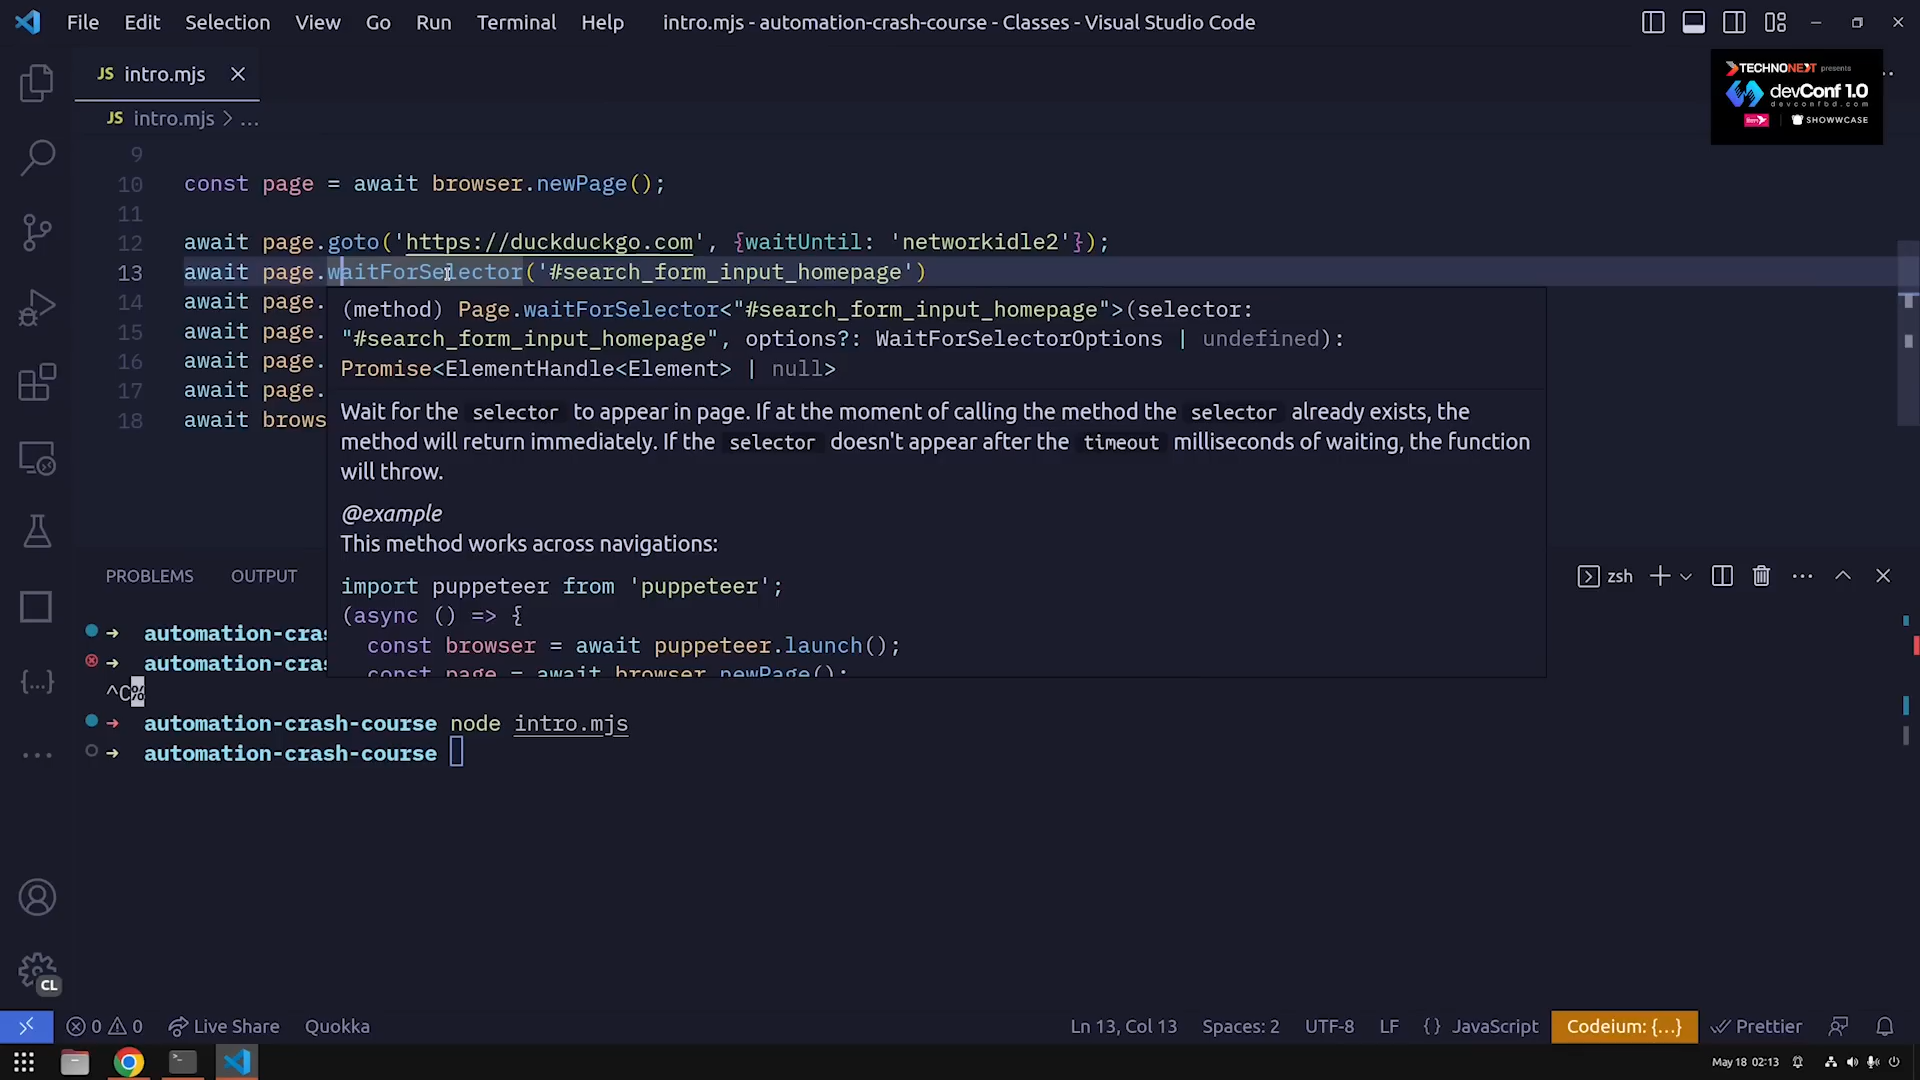 File Edit Selection View Go Run Terminal Help intro.mjs - automation-crash-course - Classes - Visual Studio Code
JS intro.mjs
TECHNONEXT presents
devConf 1.0
devconfbd.com
SHOWWCASE
JS intro.mjs > ...
9
10 const page = await browser.newPage();
11
12 await page.goto('https://duckduckgo.com', {waitUntil: 'networkidle2'});
13 await page.waitForSelector('#search_form_input_homepage')
14 await page.
15 await page.
16 await page.
17 await page.
18 await brows
(method) Page.waitForSelector<"#search_form_input_homepage">(selector:
"#search_form_input_homepage", options?: WaitForSelectorOptions | undefined):
Promise<ElementHandle<Element> | null>
Wait for the selector to appear in page. If at the moment of calling the method the selector already exists, the
method will return immediately. If the selector doesn't appear after the timeout milliseconds of waiting, the function
will throw.
@example
This method works across navigations:
import puppeteer from 'puppeteer';
(async () => {
const browser = await puppeteer.launch();
const page = await browser.newPage();
PROBLEMS OUTPUT zsh
→ automation-cras
→ automation-cras
^C%
→ automation-crash-course node intro.mjs
→ automation-crash-course
CL
0 0 Live Share Quokka Ln 13, Col 13 Spaces: 2 UTF-8 LF {} JavaScript Codeium: {...} Prettier
May 18 02:13